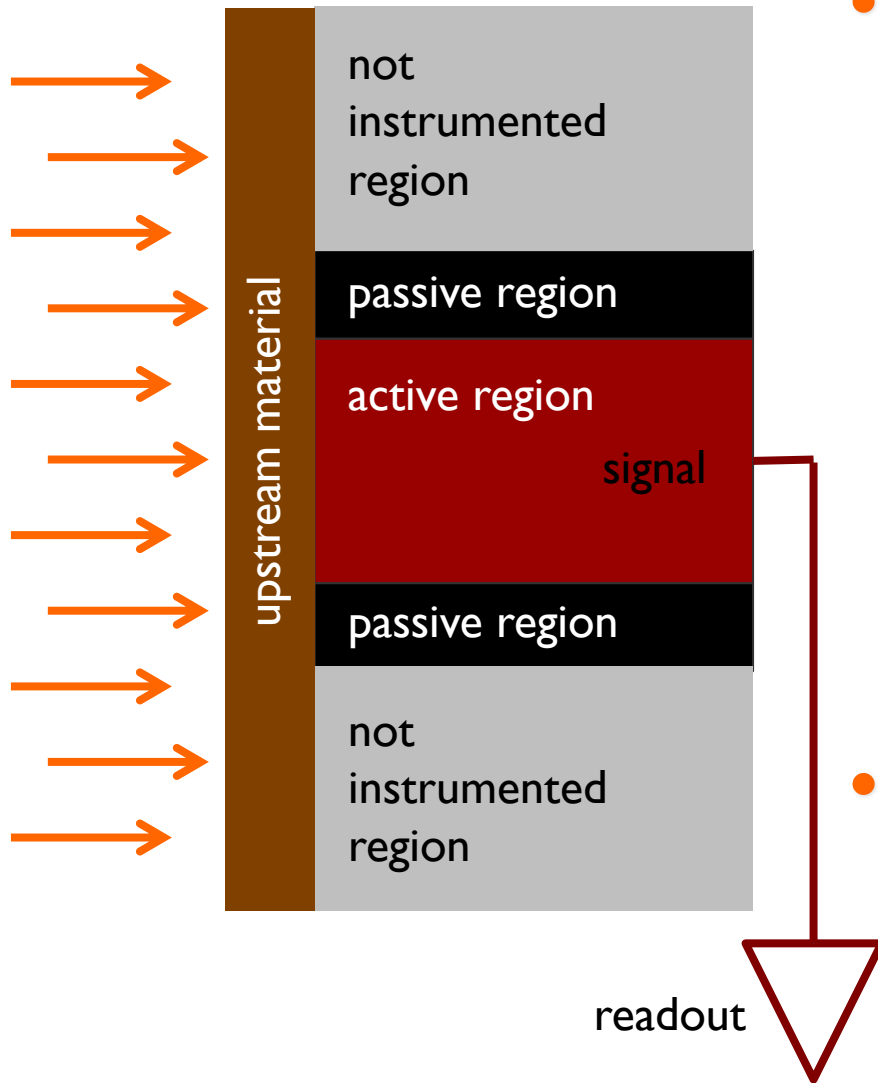 not
instrumented
region
passive region
upstream material
active region
signal
passive region
not
instrumented
region
readout